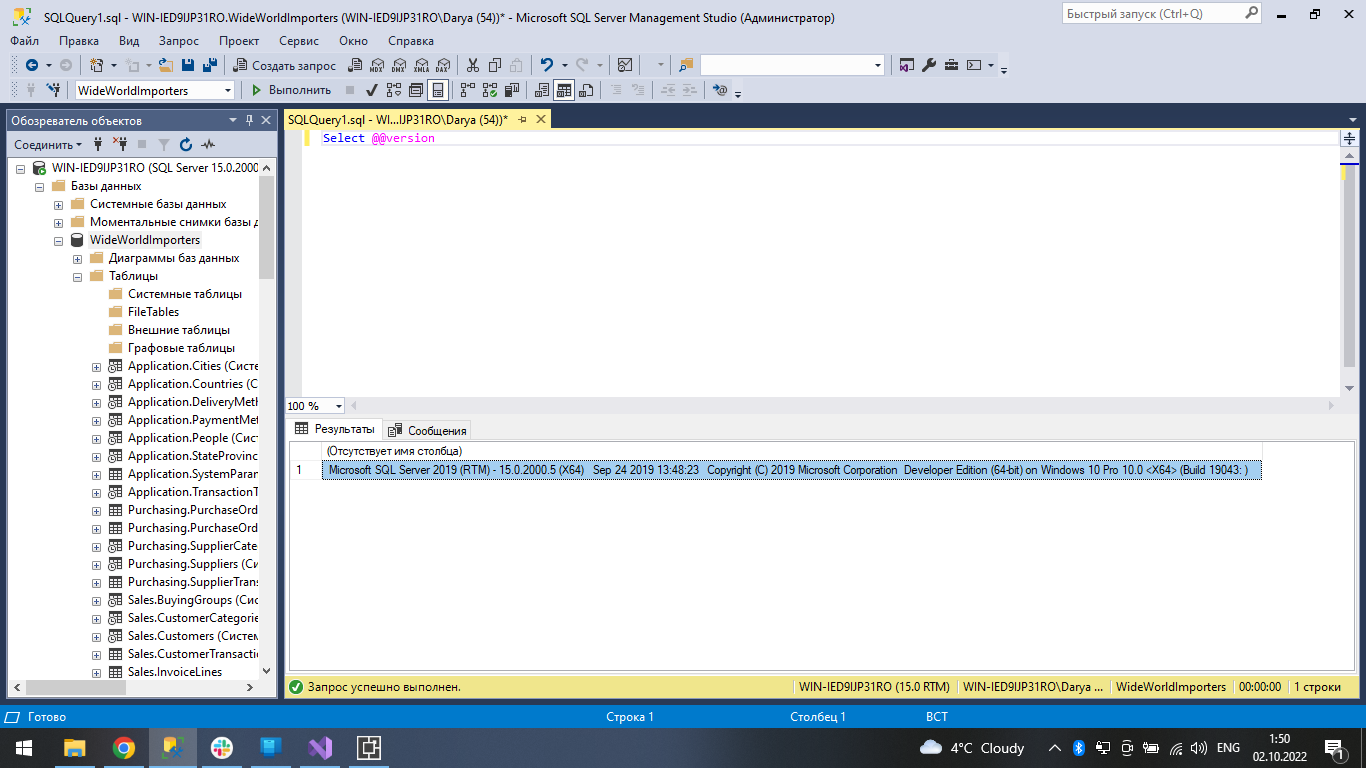 SQLQuery1.sql - WIN-IED9IJP31RO.WideWorldImporters (WIN-IED9IJP31RO\Darya (54))* - Microsoft SQL Server Management Studio (Администратор)
Быстрый запуск (Ctrl+Q)
Файл Правка Вид Запрос Проект Сервис Окно Справка
Создать запрос MDX DMX XMLA DAX
WideWorldImporters Выполнить
Обозреватель объектов
Соединить
WIN-IED9IJP31RO (SQL Server 15.0.2000
Базы данных
Системные базы данных
Моментальные снимки базы д
WideWorldImporters
Диаграммы баз данных
Таблицы
Системные таблицы
FileTables
Внешние таблицы
Графовые таблицы
Application.Cities (Систе
Application.Countries (С
Application.DeliveryMeth
Application.PaymentMet
Application.People (Сист
Application.StateProvinc
Application.SystemParam
Application.TransactionT
Purchasing.PurchaseOrd
Purchasing.PurchaseOrd
Purchasing.SupplierCate
Purchasing.Suppliers (Си
Purchasing.SupplierTrans
Sales.BuyingGroups (Сис
Sales.CustomerCategorie
Sales.Customers (Систем
Sales.CustomerTransacti
Sales.InvoiceLines
SQLQuery1.sql - WI...IJP31RO\Darya (54))*
Select @@version
100 %
Результаты Сообщения
(Отсутствует имя столбца)
1 Microsoft SQL Server 2019 (RTM) - 15.0.2000.5 (X64) Sep 24 2019 13:48:23 Copyright (C) 2019 Microsoft Corporation Developer Edition (64-bit) on Windows 10 Pro 10.0 <X64> (Build 19043: )
Запрос успешно выполнен. WIN-IED9IJP31RO (15.0 RTM) WIN-IED9IJP31RO\Darya ... WideWorldImporters 00:00:00 1 строки
Готово Строка 1 Столбец 1 ВСТ
4°C Cloudy ENG 1:50
02.10.2022
1